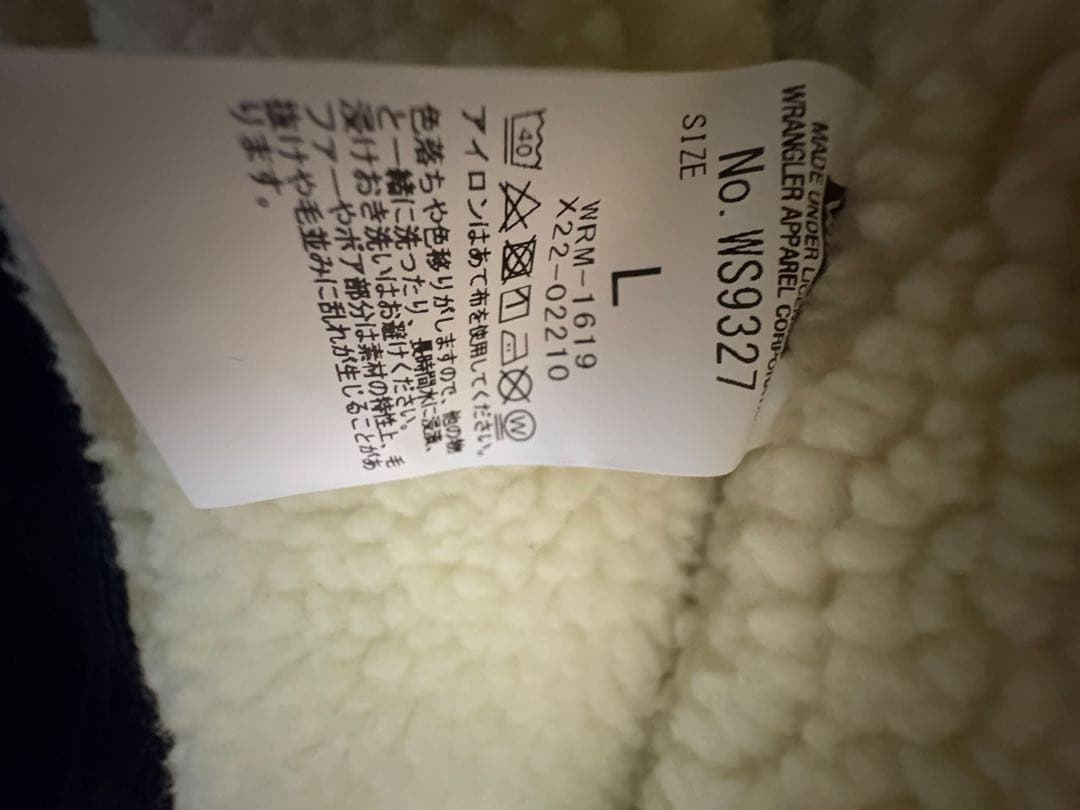 MADE UNDER
WRANGLER APPAREL
No. WS9327
SIZE
L
WRM-1619
X22-02210
40
W
アイロンはあて布を使用してください。
色落ちや色移りがしますので、他の物
と一緒に洗ったり、長時間水に浸漬、
浸けおき洗いはお避けください。
ファーやボア部分は素材の特性上、毛
抜けや毛並みに乱れが生じることがあ
ります。